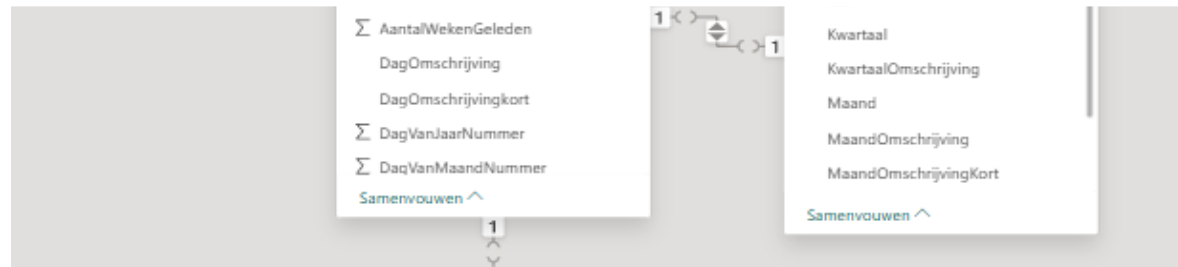 Σ AantalWekenGeleden
DagOmschrijving
DagOmschrijvingkort
Σ DagVanJaarNummer
Σ DagVanMaandNummer
Samenvouwen
1
1
1
Kwartaal
KwartaalOmschrijving
Maand
MaandOmschrijving
MaandOmschrijvingKort
Samenvouwen